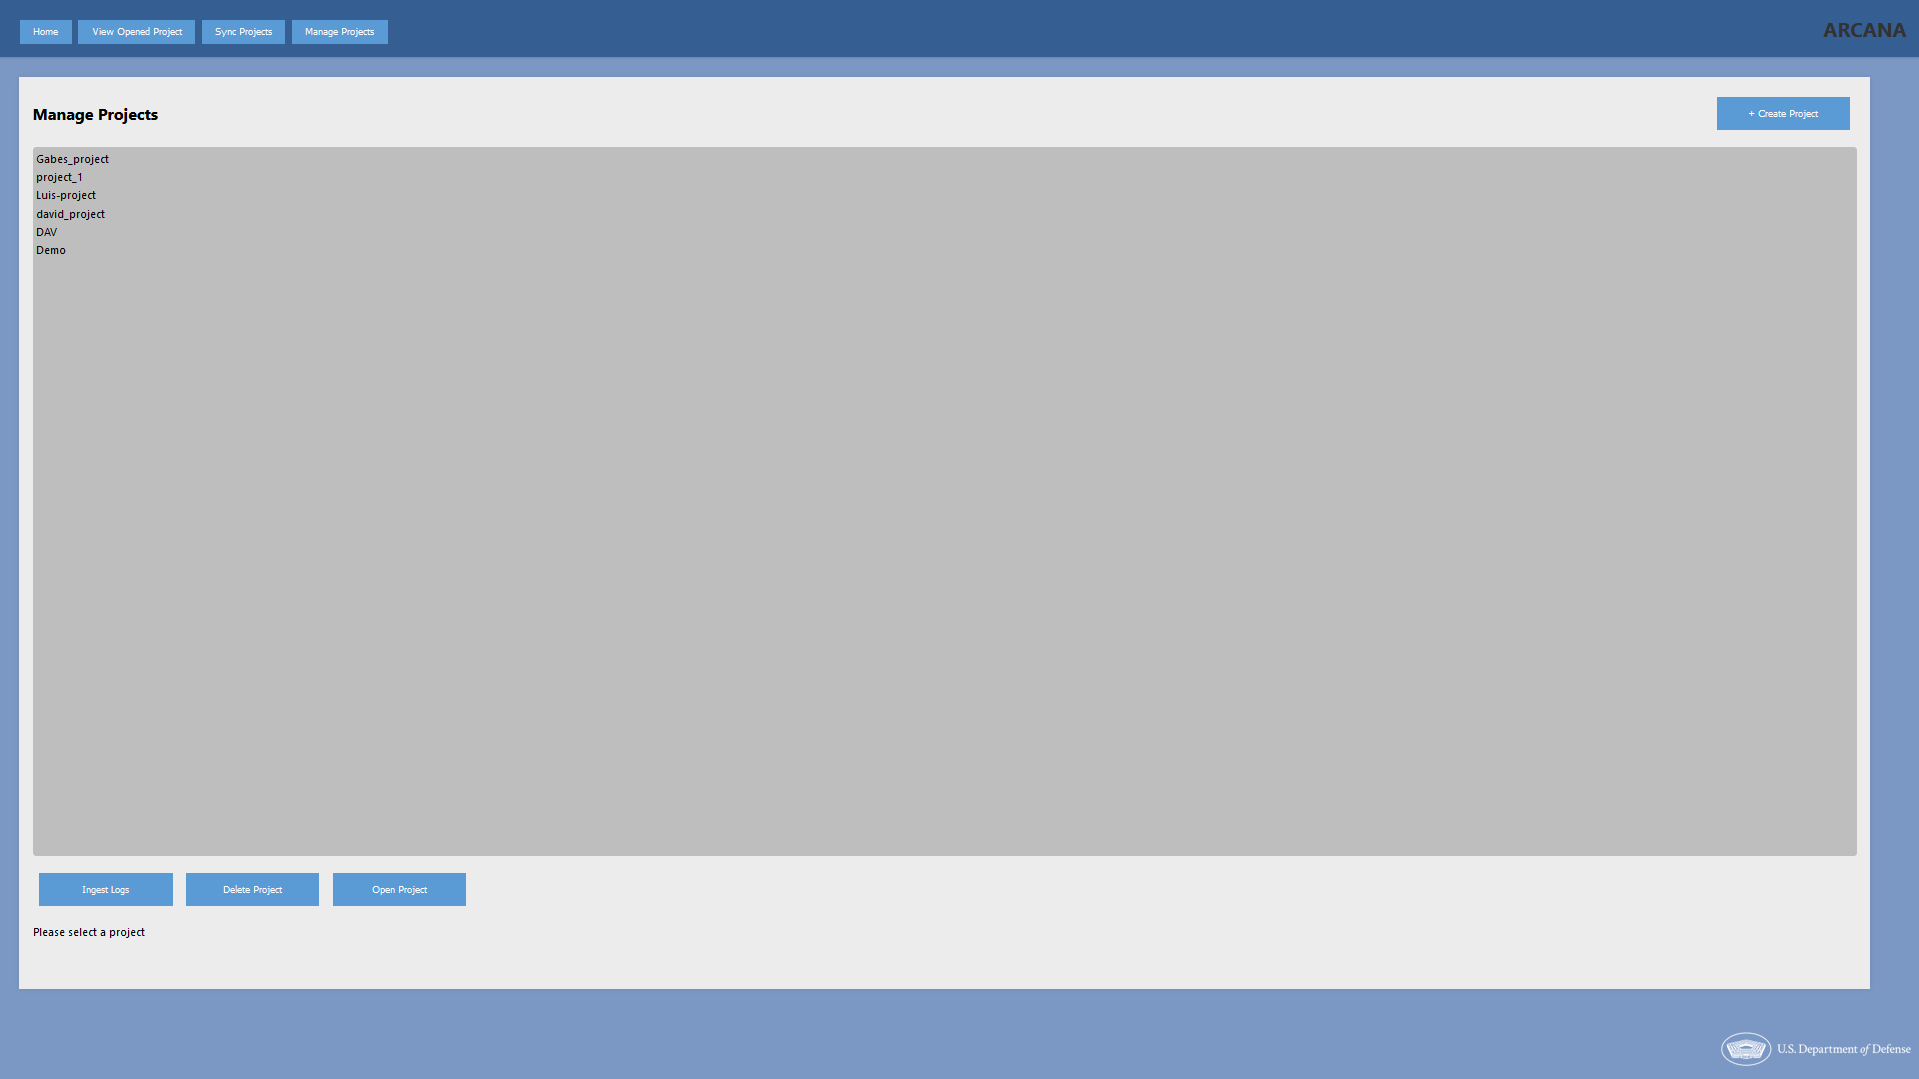 Home View Opened Project Sync Projects Manage Projects ARCANA
Manage Projects + Create Project
Gabes_project
project_1
Luis-project
david_project
DAV
Demo
Ingest Logs Delete Project Open Project
Please select a project
U.S. Department of Defense